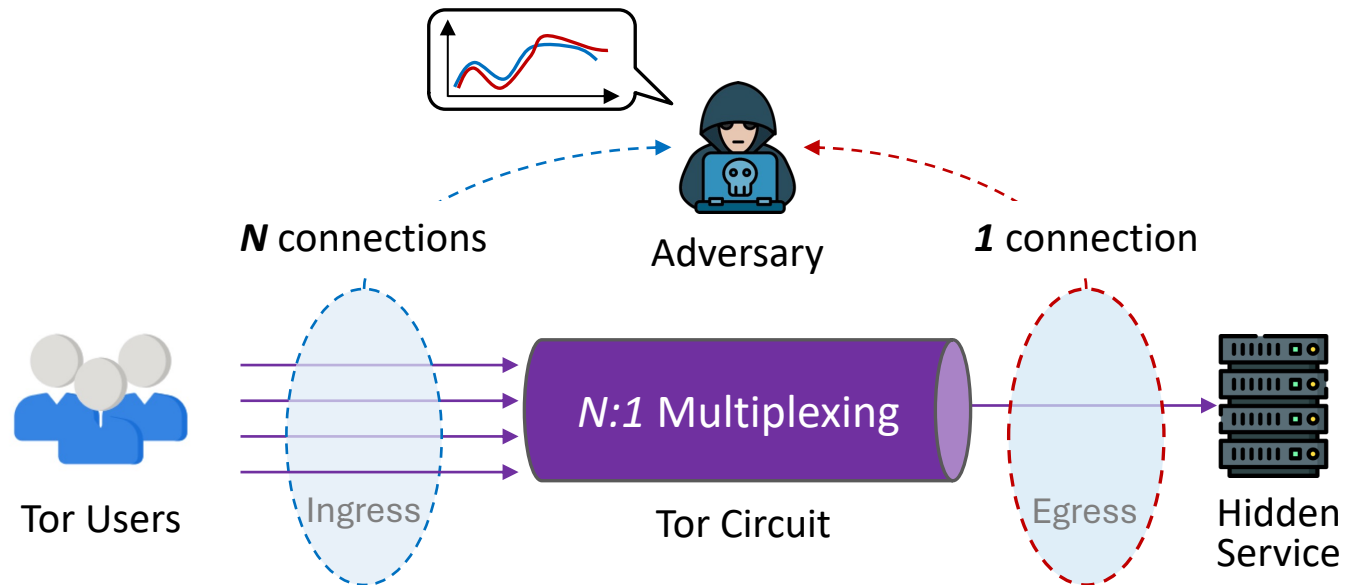 N connections
Adversary
1 connection
N:1 Multiplexing
Tor Users
Ingress
Tor Circuit
Egress
Hidden
Service